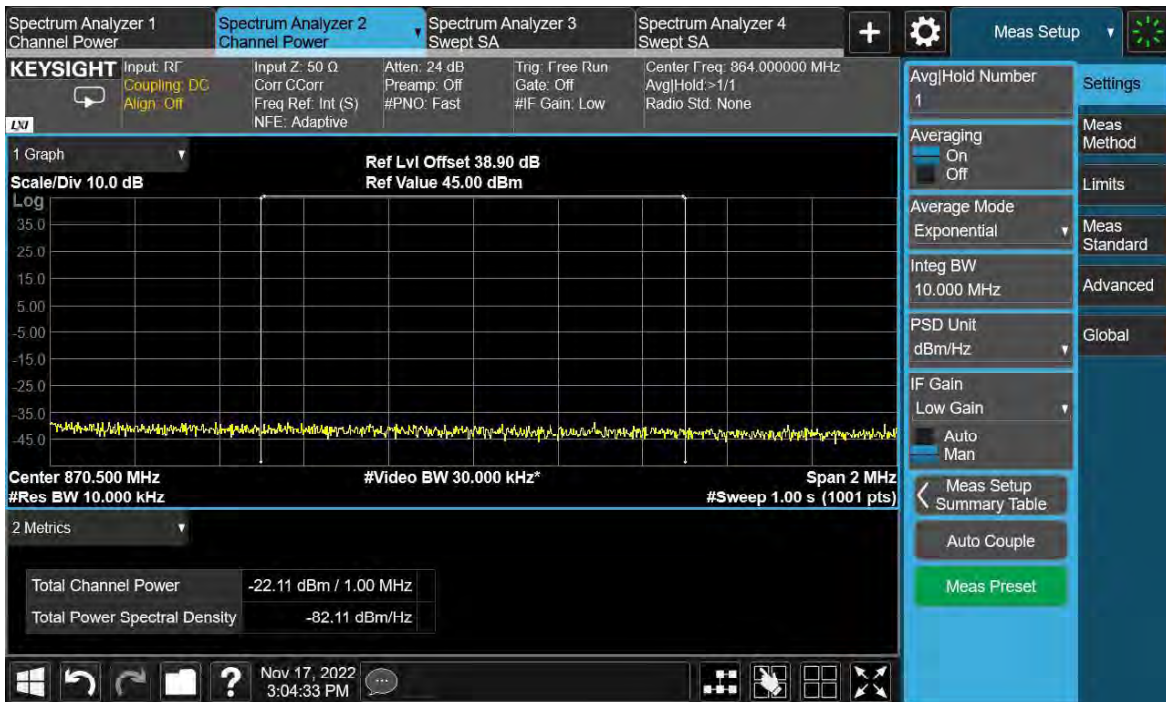 Spectrum Analyzer 1
Channel Power
Spectrum Analyzer 2
Channel Power
Spectrum Analyzer 3
Swept SA
Spectrum Analyzer 4
Swept SA
+
Meas Setup
KEYSIGHT
LXI
Input: RF
Coupling: DC
Align: Off
Input Z: 50 Ω
Corr CCorr
Freq Ref: Int (S)
NFE: Adaptive
Atten: 24 dB
Preamp: Off
#PNO: Fast
Trig: Free Run
Gate: Off
#IF Gain: Low
Center Freq: 864.000000 MHz
Avg|Hold:>1/1
Radio Std: None
1 Graph
Scale/Div 10.0 dB
Ref Lvl Offset 38.90 dB
Ref Value 45.00 dBm
Log
35.0
25.0
15.0
5.00
-5.00
-15.0
-25.0
-35.0
-45.0
Center 870.500 MHz
#Video BW 30.000 kHz*
Span 2 MHz
#Res BW 10.000 kHz
#Sweep 1.00 s (1001 pts)
2 Metrics
Total Channel Power -22.11 dBm / 1.00 MHz
Total Power Spectral Density -82.11 dBm/Hz
?
Nov 17, 2022
3:04:33 PM
Avg|Hold Number
1
Averaging
On
Off
Average Mode
Exponential
Integ BW
10.000 MHz
PSD Unit
dBm/Hz
IF Gain
Low Gain
Auto
Man
Meas Setup
Summary Table
Auto Couple
Meas Preset
Settings
Meas
Method
Limits
Meas
Standard
Advanced
Global